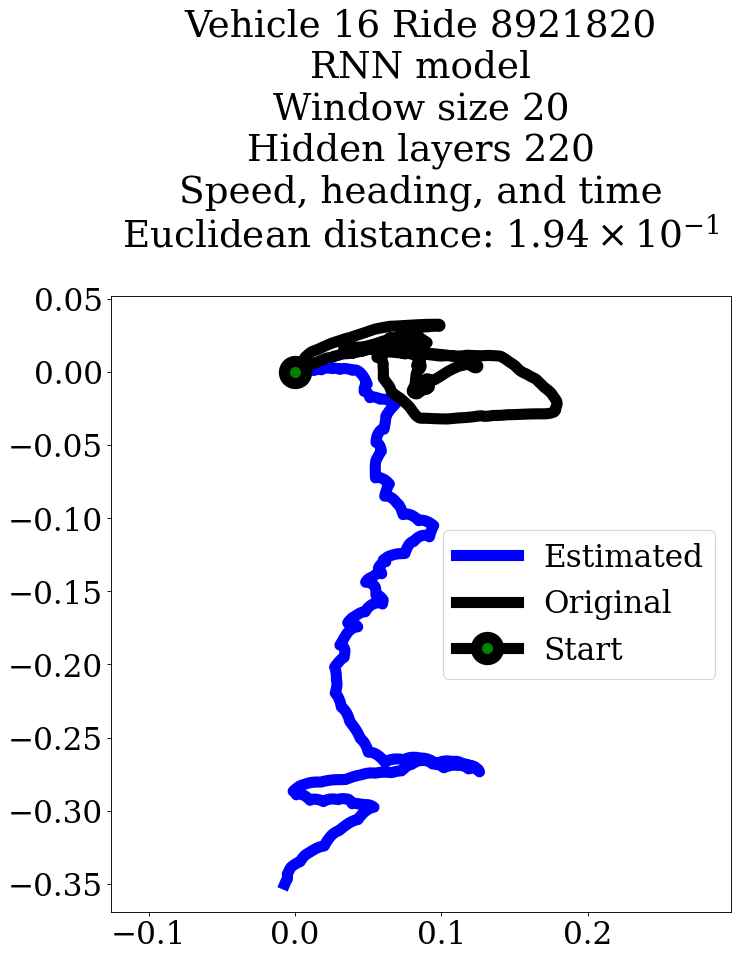 Vehicle 16 Ride 8921820
RNN model
Window size 20
Hidden layers 220
Speed, heading, and time
Euclidean distance: 1.94 × 10⁻¹
0.05
0.00
−0.05
−0.10
−0.15
−0.20
−0.25
−0.30
−0.35
Estimated
Original
Start
−0.1
0.0
0.1
0.2